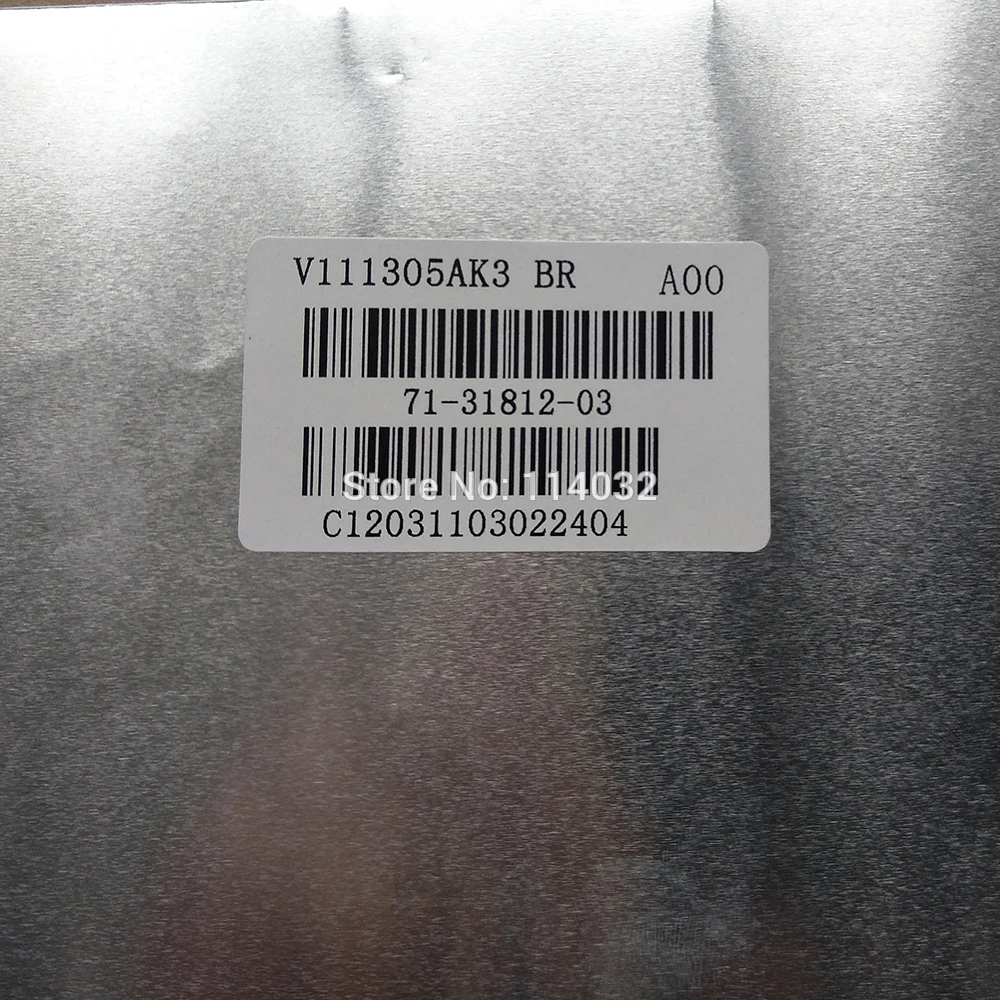 V111305AK3 BR A00
71-31812-03
Store No: 114032
C12031103022404